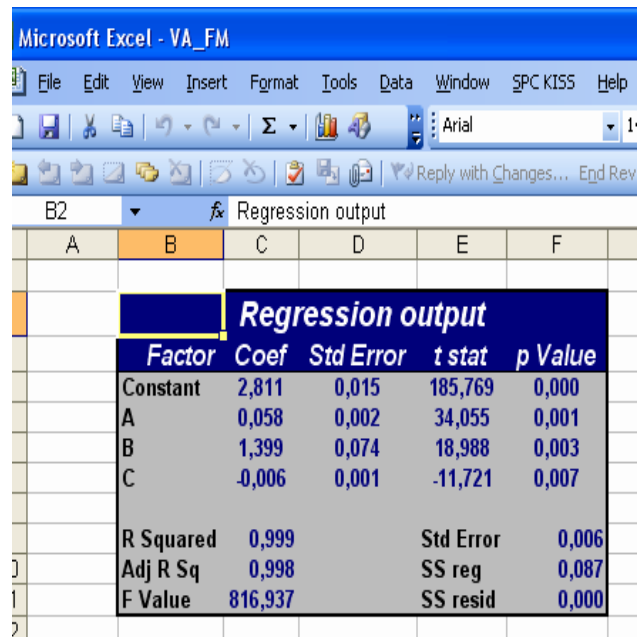 Microsoft Excel - VA_FM
File Edit View Insert Format Tools Data Window SPC KISS Help
Σ Arial
Reply with Changes... End Rev
B2 fx Regression output
A B C D E F
Regression output
Factor Coef Std Error t stat p Value
Constant 2,811 0,015 185,769 0,000
A 0,058 0,002 34,055 0,001
B 1,399 0,074 18,988 0,003
C -0,006 0,001 -11,721 0,007
R Squared 0,999 Std Error 0,006
Adj R Sq 0,998 SS reg 0,087
F Value 816,937 SS resid 0,000